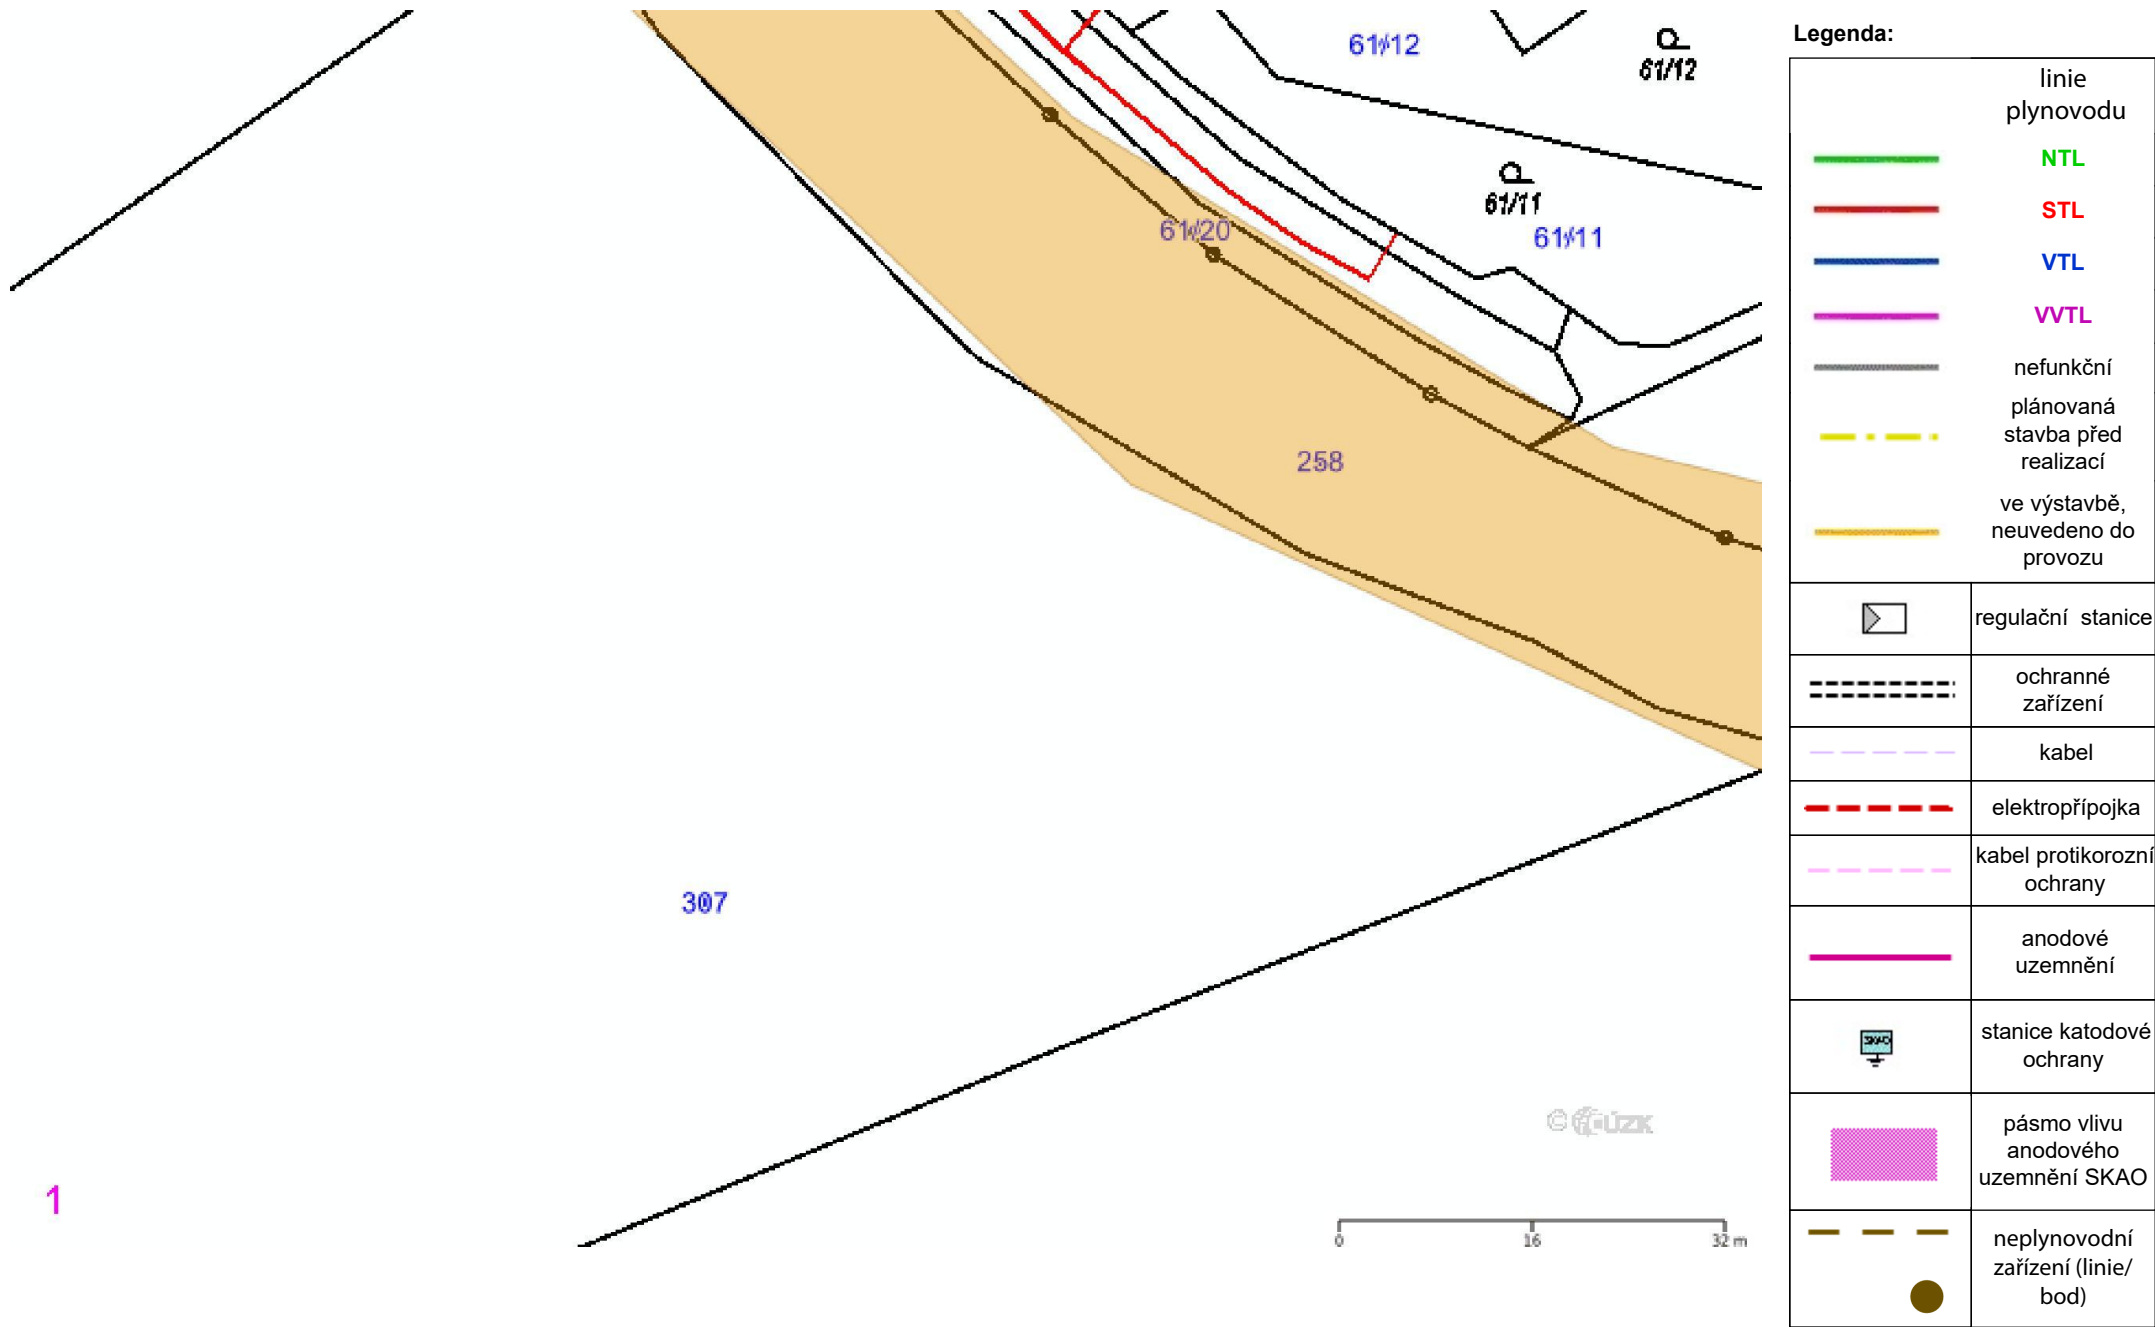 61/12
61/12
61/11
61/11
61/20
258
307
1
0 16 32 m
Legenda:
linie
plynovodu
NTL
STL
VTL
VVTL
nefunkční
plánovaná
stavba před
realizací
ve výstavbě,
neuvedeno do
provozu
regulační stanice
ochranné
zařízení
kabel
elektropřípojka
kabel protikorozní
ochrany
anodové
uzemnění
SKAO
stanice katodové
ochrany
pásmo vlivu
anodového
uzemnění SKAO
neplynovodní
zařízení (linie/
bod)